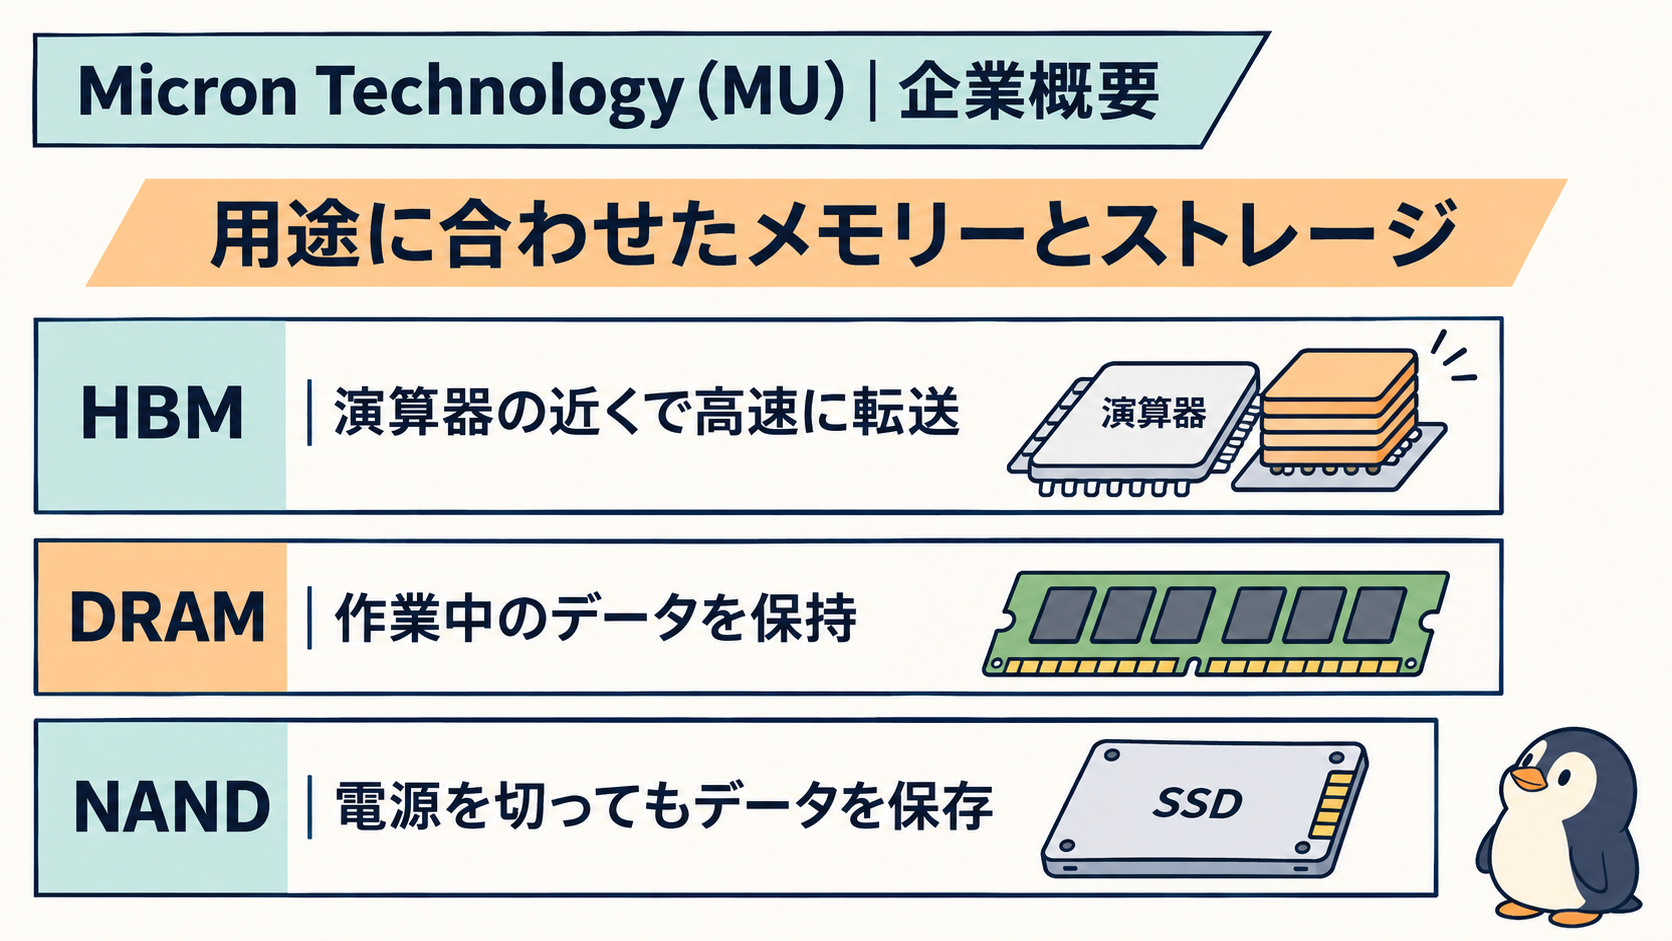 Micron Technology（MU）｜企業概要
用途に合わせたメモリーとストレージ
HBM｜演算器の近くで高速に転送
演算器
DRAM｜作業中のデータを保持
NAND｜電源を切ってもデータを保存
SSD